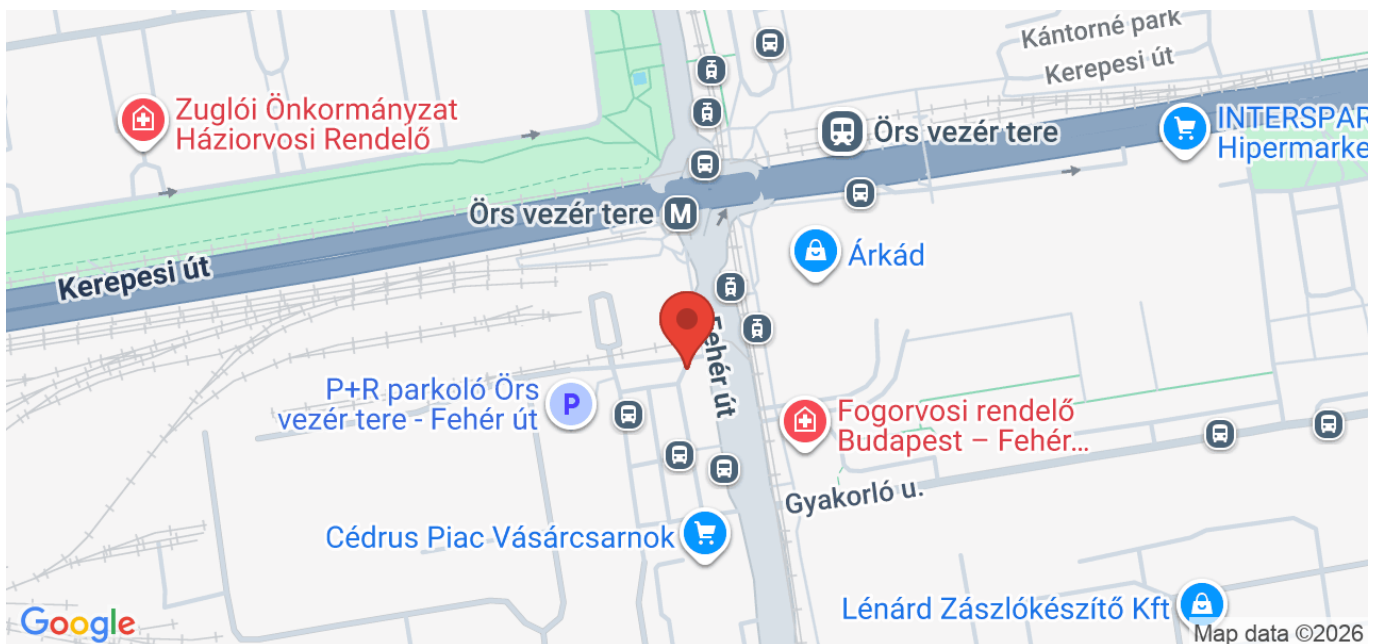 Kántorné park
Kerepesi út
Zuglói Önkormányzat
Háziorvosi Rendelő
Örs vezér tere
INTERSPAR
Hipermarke
Örs vezér tere
M
Árkád
Kerepesi út
Fehér út
P+R parkoló Örs
vezér tere - Fehér út
P
Fogorvosi rendelő
Budapest – Fehér...
Gyakorló u.
Cédrus Piac Vásárcsarnok
Lénárd Zászlókészítő Kft
Google
Map data ©2026